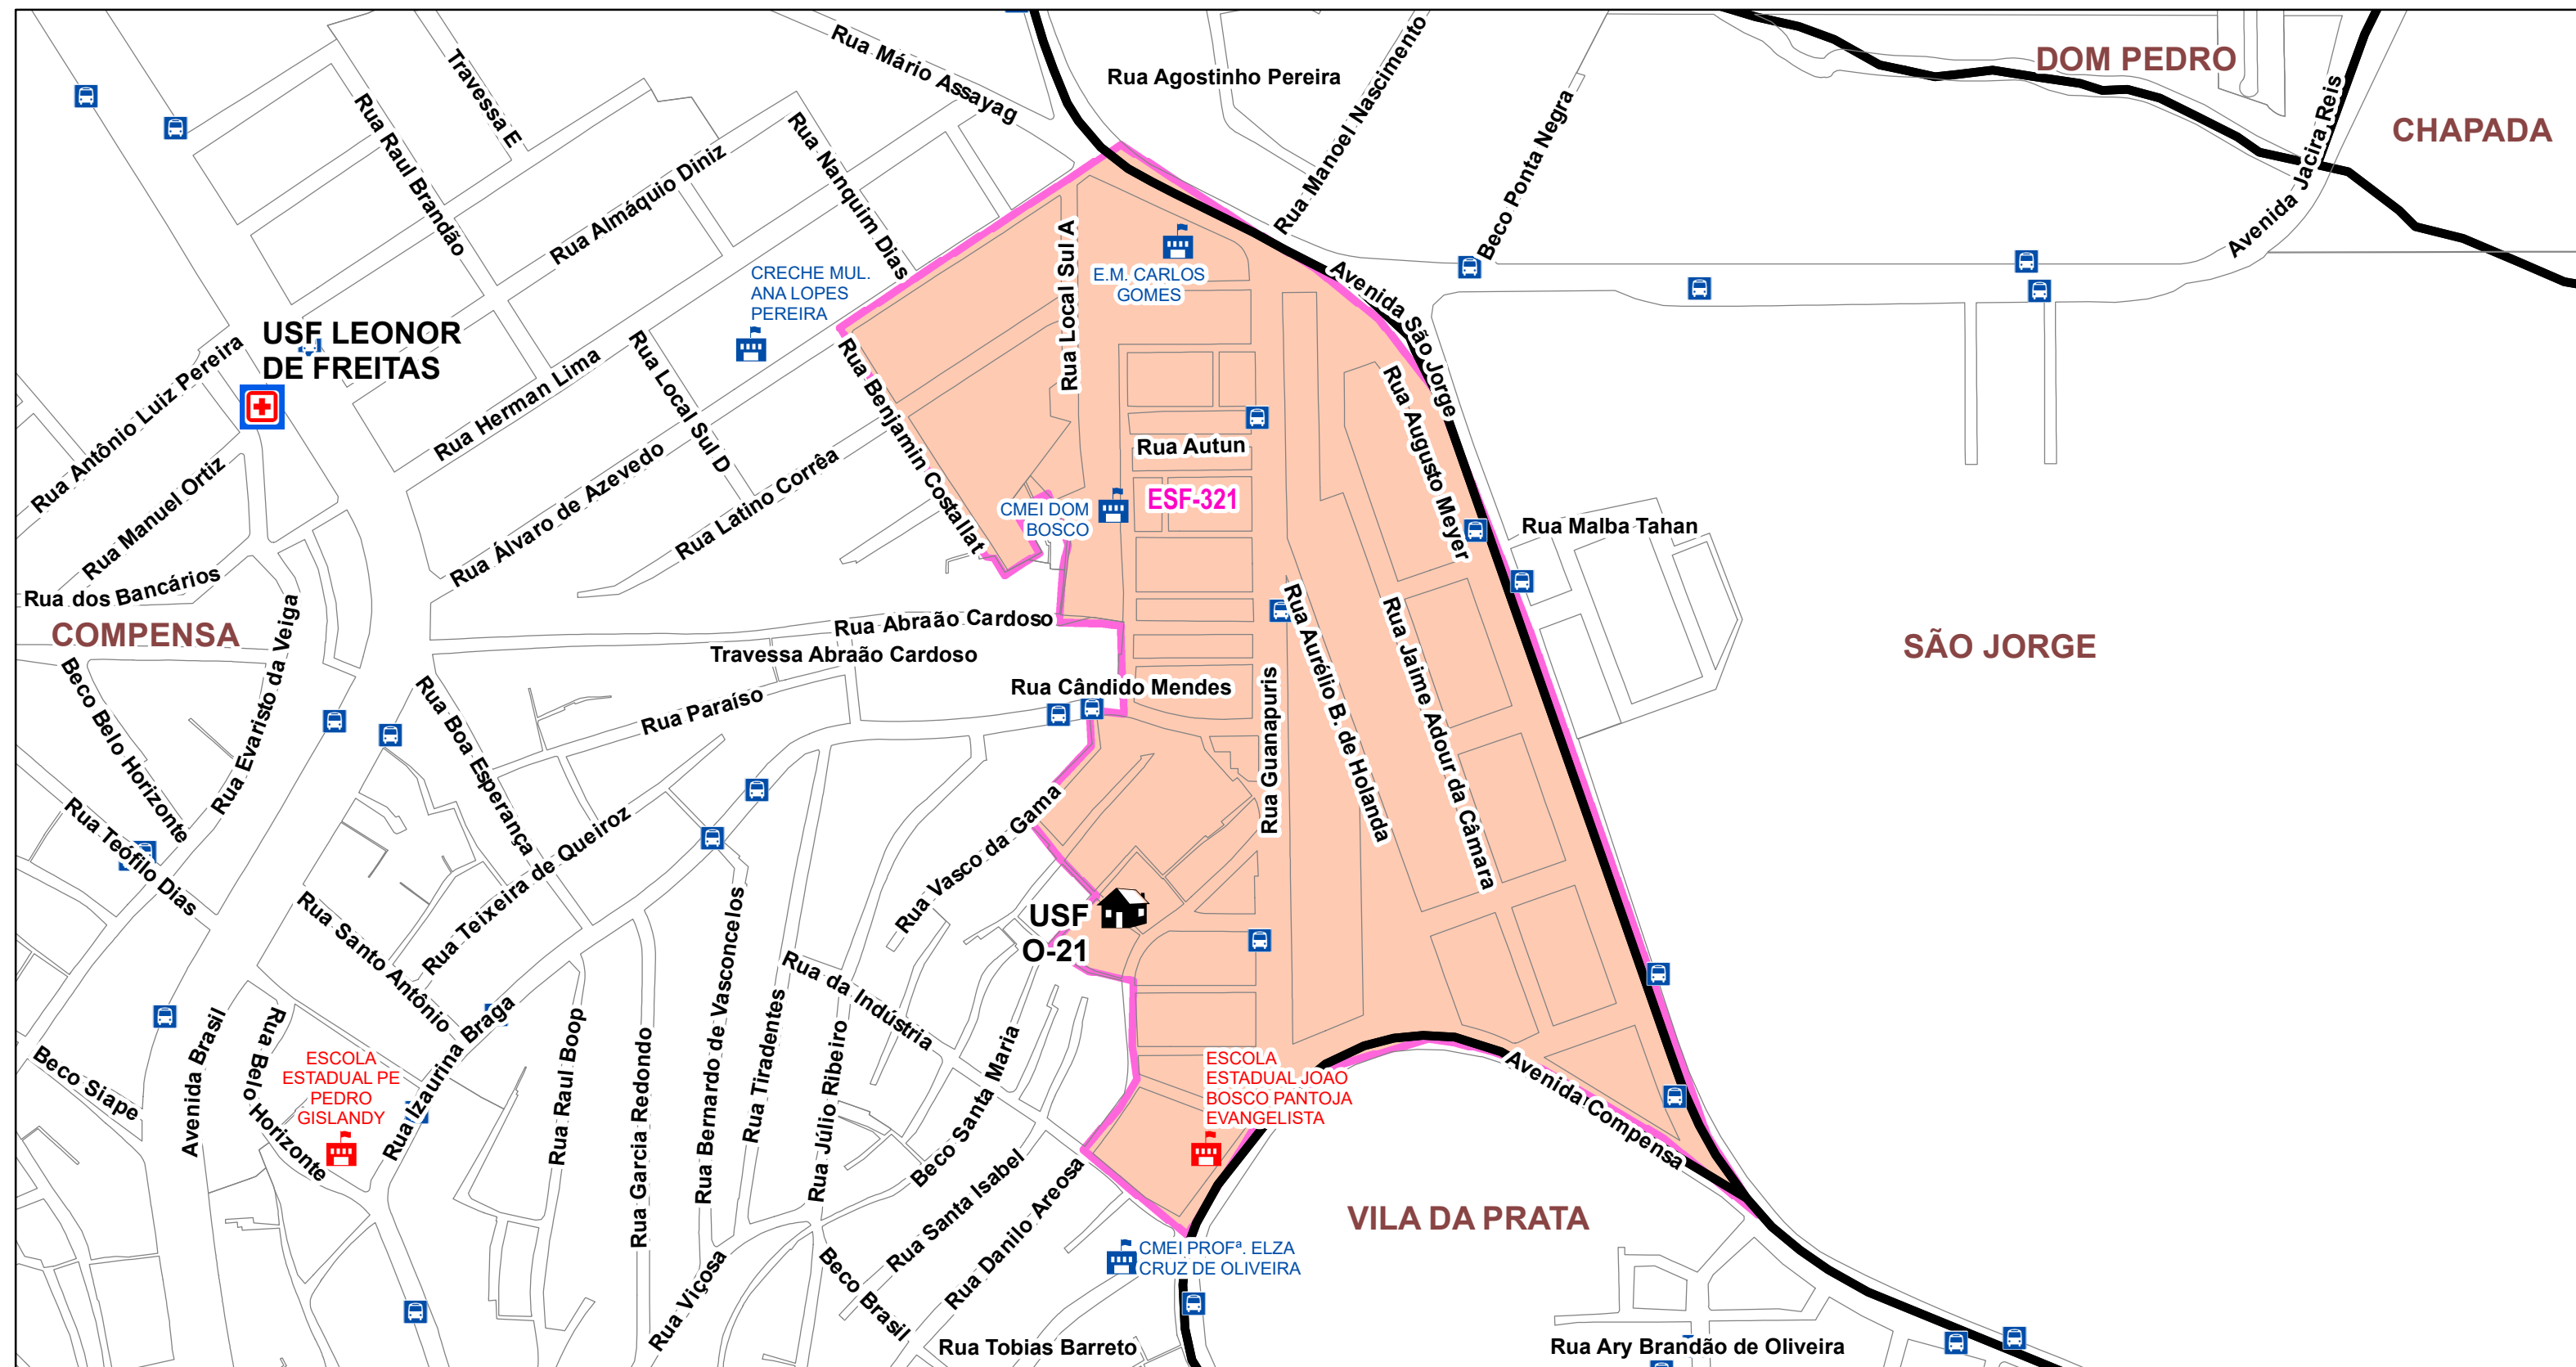 DOM PEDRO
CHAPADA
Rua Mário Assayag
Rua Agostinho Pereira
Rua Manoel Nascimento
Beco Ponta Negra
Avenida Jacira Reis
Travessa E
Rua Raul Brandão
Rua Almáquio Diniz
Rua Nanquim Dias
Rua Local Sul A
E.M. CARLOS
GOMES
Avenida São Jorge
CRECHE MUL.
ANA LOPES
PEREIRA
USF LEONOR
DE FREITAS
Rua Antônio Luiz Pereira
Rua Herman Lima
Rua Local Sul D
Rua Benjamin Costallat
Rua Autun
Rua Augusto Meyer
Rua Manuel Ortiz
Rua Álvaro de Azevedo
Rua Latino Corrêa
CMEI DOM
BOSCO
ESF-321
Rua Malba Tahan
Rua dos Bancários
COMPENSA
Rua Evaristo da Veiga
Rua Abraão Cardoso
Travessa Abraão Cardoso
Rua Cândido Mendes
Rua Aurélio B. de Holanda
Rua Jaime Adour da Câmara
SÃO JORGE
Beco Belo Horizonte
Rua Boa Esperança
Rua Paraíso
Rua Guanapuris
Rua Teófilo Dias
Rua Teixeira de Queiroz
Rua Vasco da Gama
Rua Santo Antônio
Rua Bernardo de Vasconcelos
USF
O-21
Rua da Indústria
Rua Tiradentes
Rua Júlio Ribeiro
Beco Santa Maria
Beco Siape
Avenida Brasil
Rua Belo
Horizonte
ESCOLA
ESTADUAL PE
PEDRO
GISLANDY
Rua Izaurina Braga
Rua Raul Boop
Rua Garcia Redondo
ESCOLA
ESTADUAL JOAO
BOSCO PANTOJA
EVANGELISTA
Avenida Compensa
Rua Santa Isabel
Rua Danilo Areosa
VILA DA PRATA
CMEI PROFª. ELZA
CRUZ DE OLIVEIRA
Rua Viçosa
Beco Brasil
Rua Tobias Barreto
Rua Ary Brandão de Oliveira